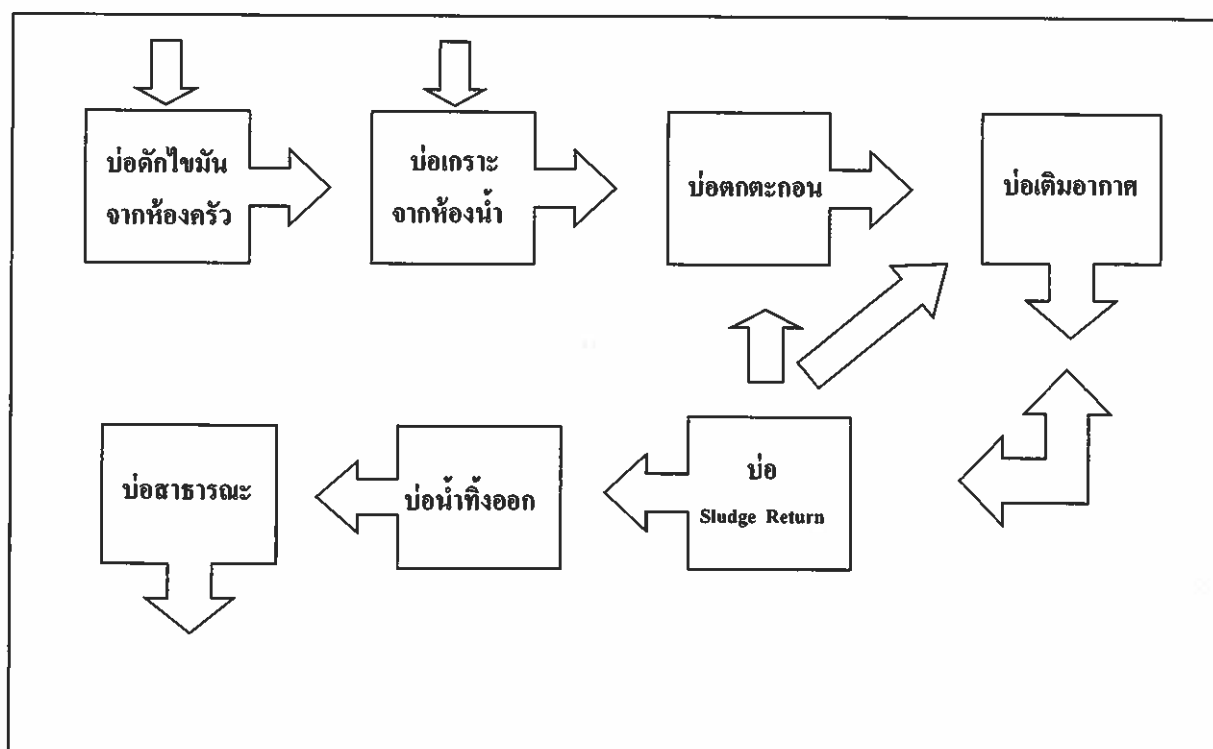 บ่อดักไขมัน
จากห้องครัว
บ่อเกราะ
จากห้องน้ำ
บ่อตกตะกอน
บ่อเติมอากาศ
บ่อสาธารณะ
บ่อน้ำทิ้งออก
บ่อ
Sludge Return